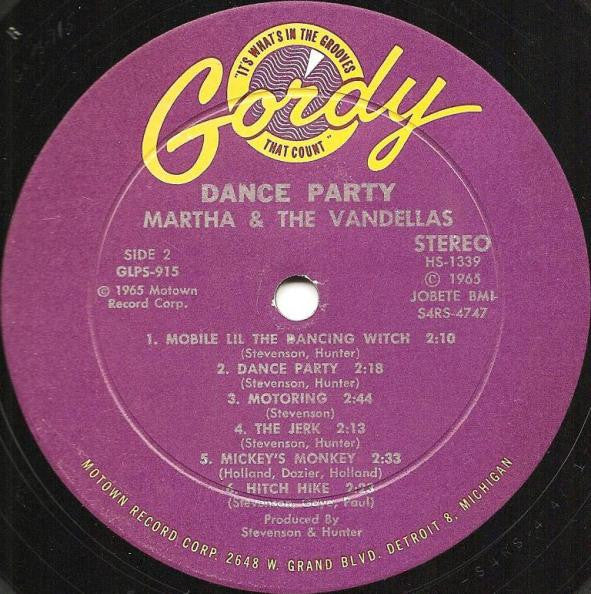 "IT'S WHAT'S IN THE GROOVES
Gordy
THAT COUNT"
DANCE PARTY
MARTHA & THE VANDELLAS
SIDE 2
GLPS-915
℗ 1965 Motown
Record Corp.
STEREO
HS-1339
© 1965
JOBETE BMI-
S4RS-4747
1. MOBILE LIL THE DANCING WITCH 2:10
(Stevenson, Hunter)
2. DANCE PARTY 2:18
(Stevenson, Hunter)
3. MOTORING 2:44
(Stevenson)
4. THE JERK 2:13
(Stevenson, Hunter)
5. MICKEY'S MONKEY 2:33
(Holland, Dozier, Holland)
6. HITCH HIKE 2:23
(Stevenson, Gaye, Paul)
Produced By
Stevenson & Hunter
MOTOWN RECORD CORP. 2648 W. GRAND BLVD. DETROIT 8, MICHIGAN